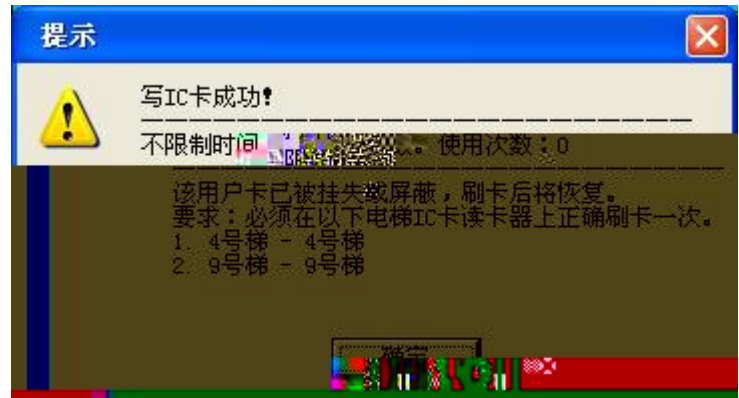 提示
写IC卡成功!
不限制时间
。使用次数:0
该用户卡已被挂失或屏蔽,刷卡后将恢复。
要求:必须在以下电梯IC卡读卡器上正确刷卡一次。
1. 4号梯 - 4号梯
2. 9号梯 - 9号梯